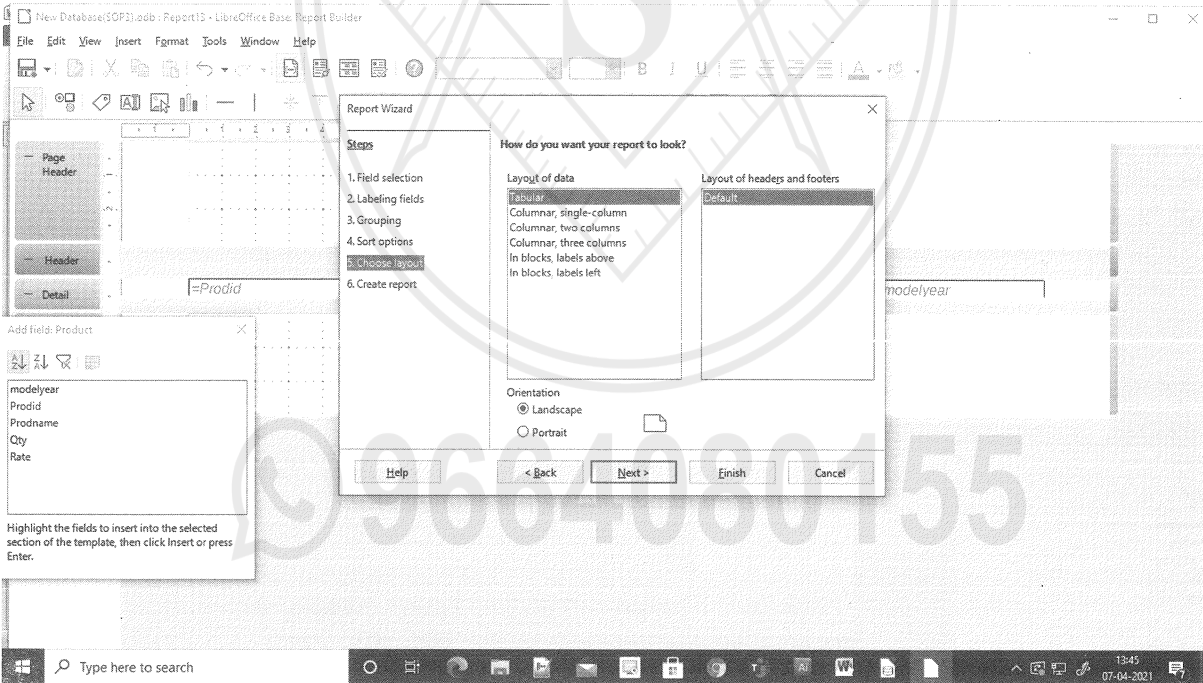 New Database(SOP3).odb : Report13 - LibreOffice Base: Report Builder
File Edit View Insert Format Tools Window Help
B I U A
Page Header
Header
Detail
=Prodid
modelyear
Report Wizard
Steps
1. Field selection
2. Labeling fields
3. Grouping
4. Sort options
5. Choose layout
6. Create report
How do you want your report to look?
Layout of data
Tabular
Columnar, single-column
Columnar, two columns
Columnar, three columns
In blocks, labels above
In blocks, labels left
Layout of headers and footers
Default
Orientation
Landscape
Portrait
Help < Back Next > Finish Cancel
Add field: Product
modelyear
Prodid
Prodname
Qty
Rate
Highlight the fields to insert into the selected
section of the template, then click Insert or press
Enter.
9664080155
Type here to search
13:45
07-04-2021